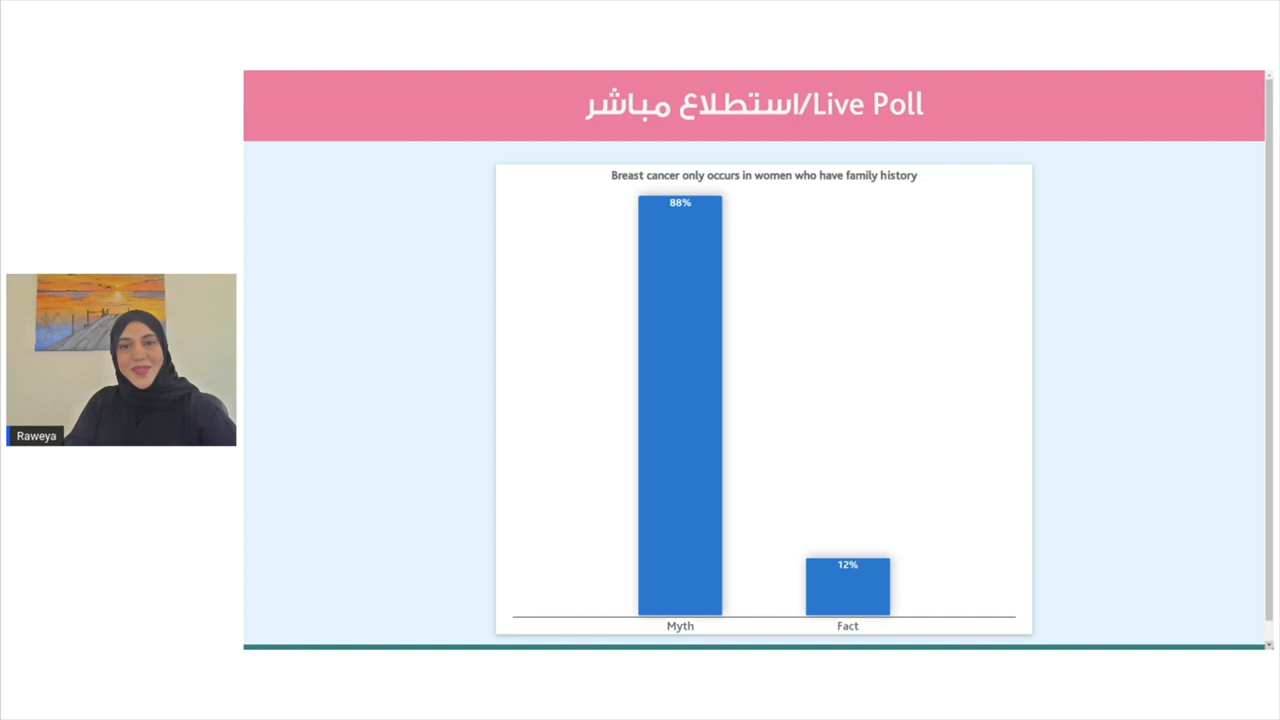 استطلاع مباشر/Live Poll
Breast cancer only occurs in women who have family history
88%
12%
Myth
Fact
Raweya